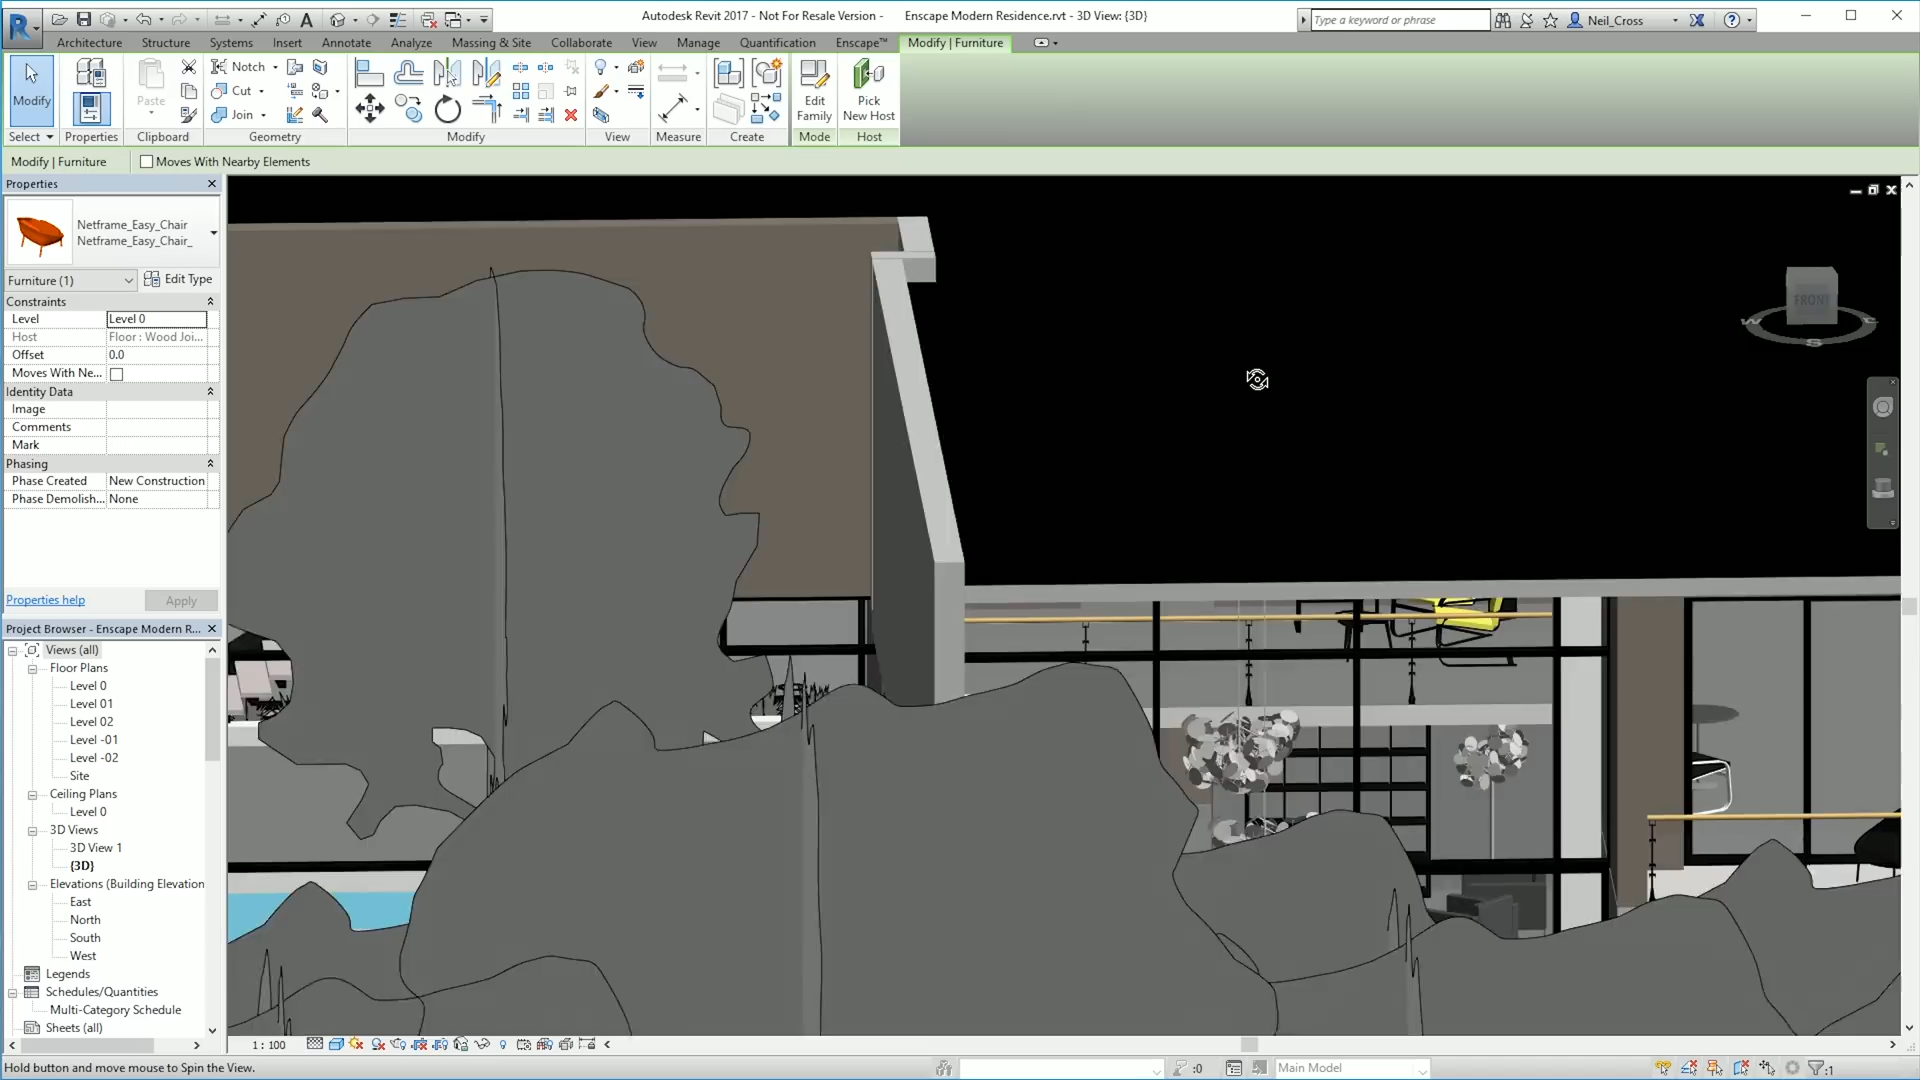 Autodesk Revit 2017 - Not For Resale Version - Enscape Modern Residence.rvt - 3D View: {3D}
Type a keyword or phrase
Neil_Cross
Architecture Structure Systems Insert Annotate Analyze Massing & Site Collaborate View Manage Quantification Enscape™ Modify | Furniture
Modify
Paste
Notch
Cut
Join
Edit Family
Pick New Host
Select Properties Clipboard Geometry Modify View Measure Create Mode Host
Modify | Furniture Moves With Nearby Elements
Properties
Netframe_Easy_Chair
Netframe_Easy_Chair_
Furniture (1) Edit Type
Constraints
Level Level 0
Host Floor : Wood Joi...
Offset 0.0
Moves With Ne...
Identity Data
Image
Comments
Mark
Phasing
Phase Created New Construction
Phase Demolish... None
Properties help Apply
Project Browser - Enscape Modern R...
Views (all)
Floor Plans
Level 0
Level 01
Level 02
Level -01
Level -02
Site
Ceiling Plans
Level 0
3D Views
3D View 1
{3D}
Elevations (Building Elevation
East
North
South
West
Legends
Schedules/Quantities
Multi-Category Schedule
Sheets (all)
FRONT
W
S
1 : 100
Hold button and move mouse to Spin the View.
:0
Main Model
:1